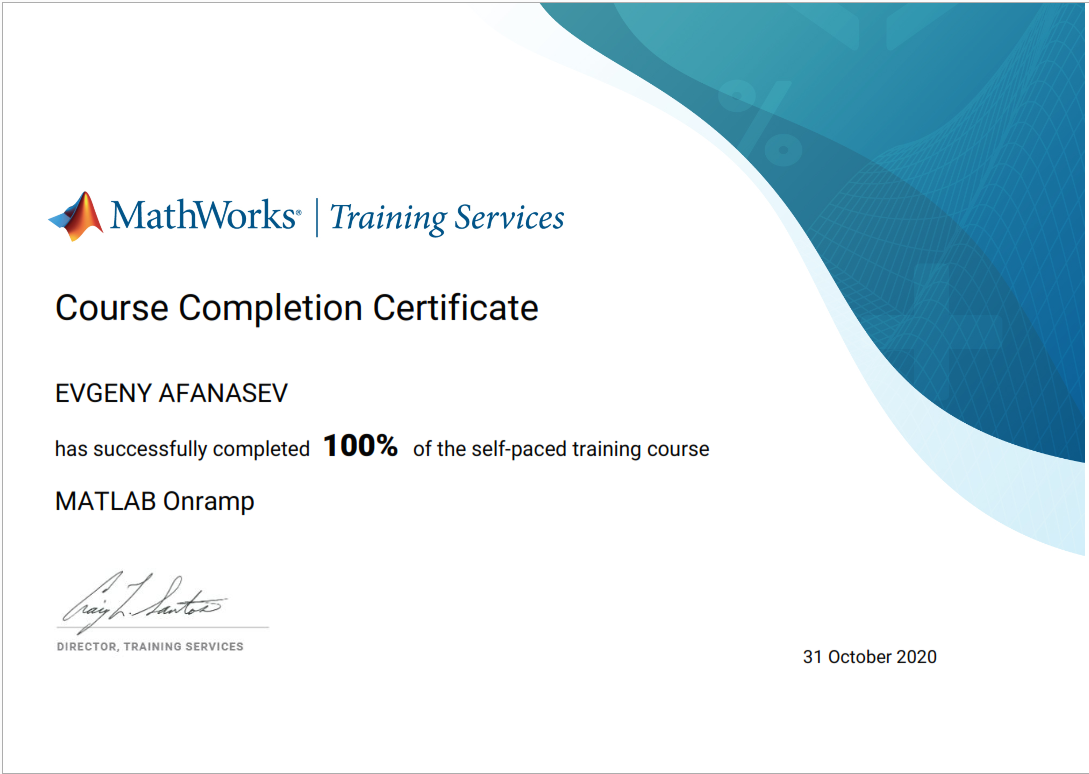 MathWorks® | Training Services
Course Completion Certificate
EVGENY AFANASEV
has successfully completed 100% of the self-paced training course
MATLAB Onramp
Craig L. Santos
DIRECTOR, TRAINING SERVICES
31 October 2020